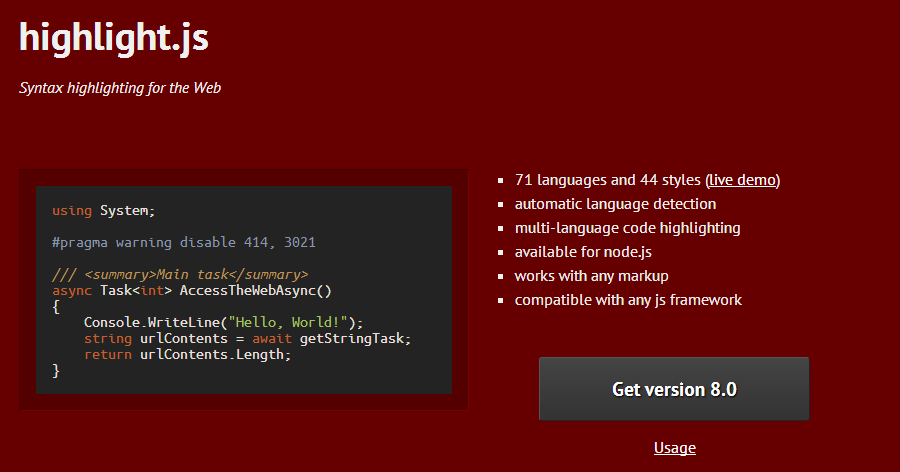 highlight.js
Syntax highlighting for the Web
using System;
#pragma warning disable 414, 3021
/// <summary>Main task</summary>
async Task<int> AccessTheWebAsync()
{
    Console.WriteLine("Hello, World!");
    string urlContents = await getStringTask;
    return urlContents.Length;
}
71 languages and 44 styles (live demo)
automatic language detection
multi-language code highlighting
available for node.js
works with any markup
compatible with any js framework
Get version 8.0
Usage